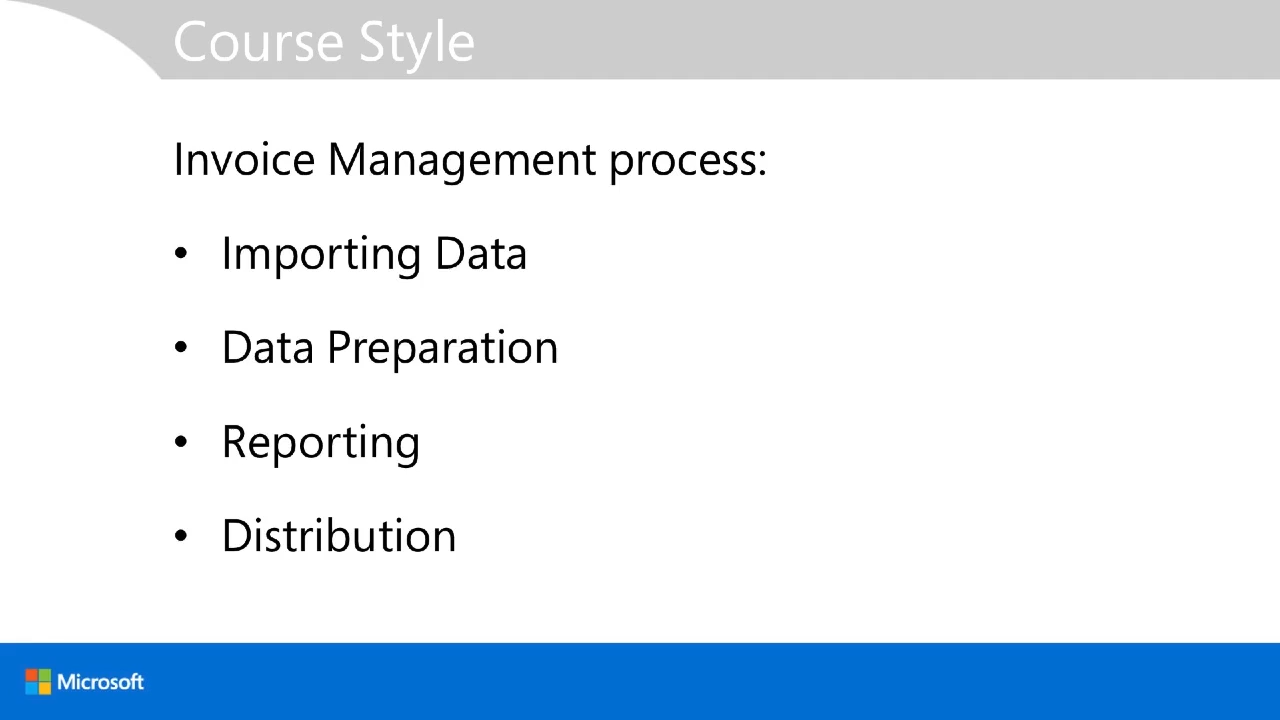 Course Style
Invoice Management process:
• Importing Data
• Data Preparation
• Reporting
• Distribution
Microsoft